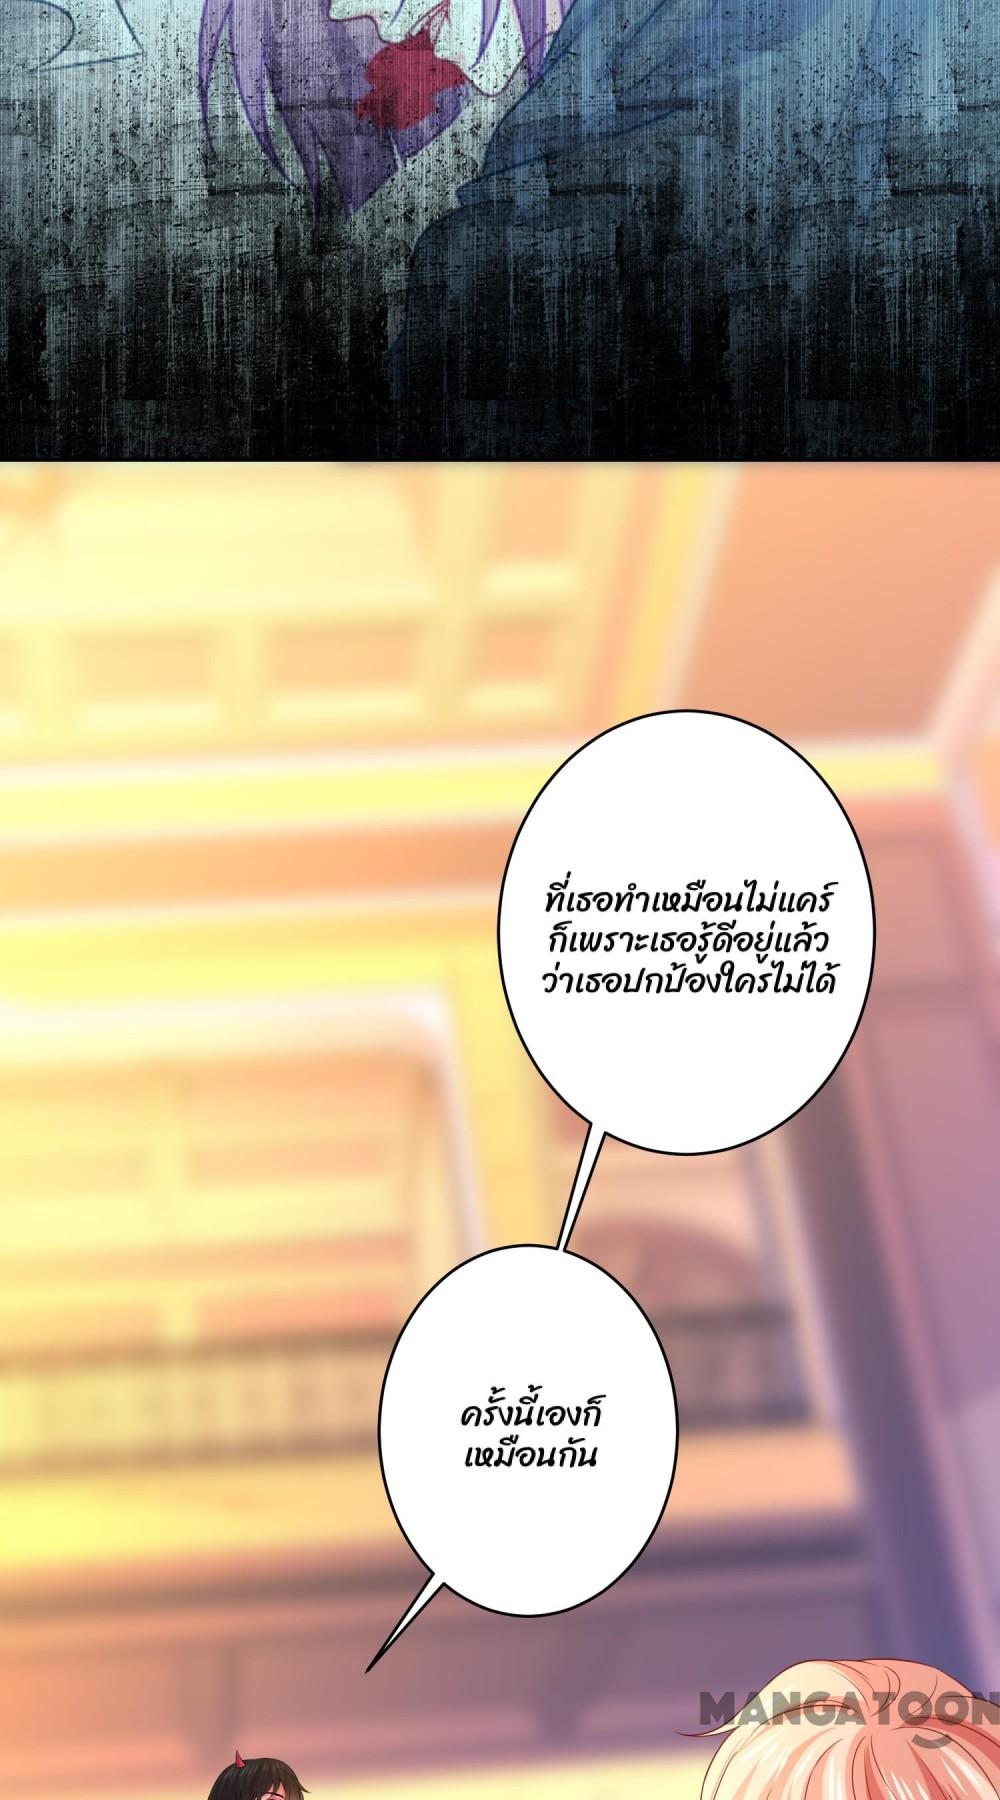 ที่เธอทำเหมือนไม่แคร์
ก็เพราะเธอรู้ดีอยู่แล้ว
ว่าเธอปกป้องใครไม่ได้
ครั้งนี้เองก็
เหมือนกัน
MANGATOON